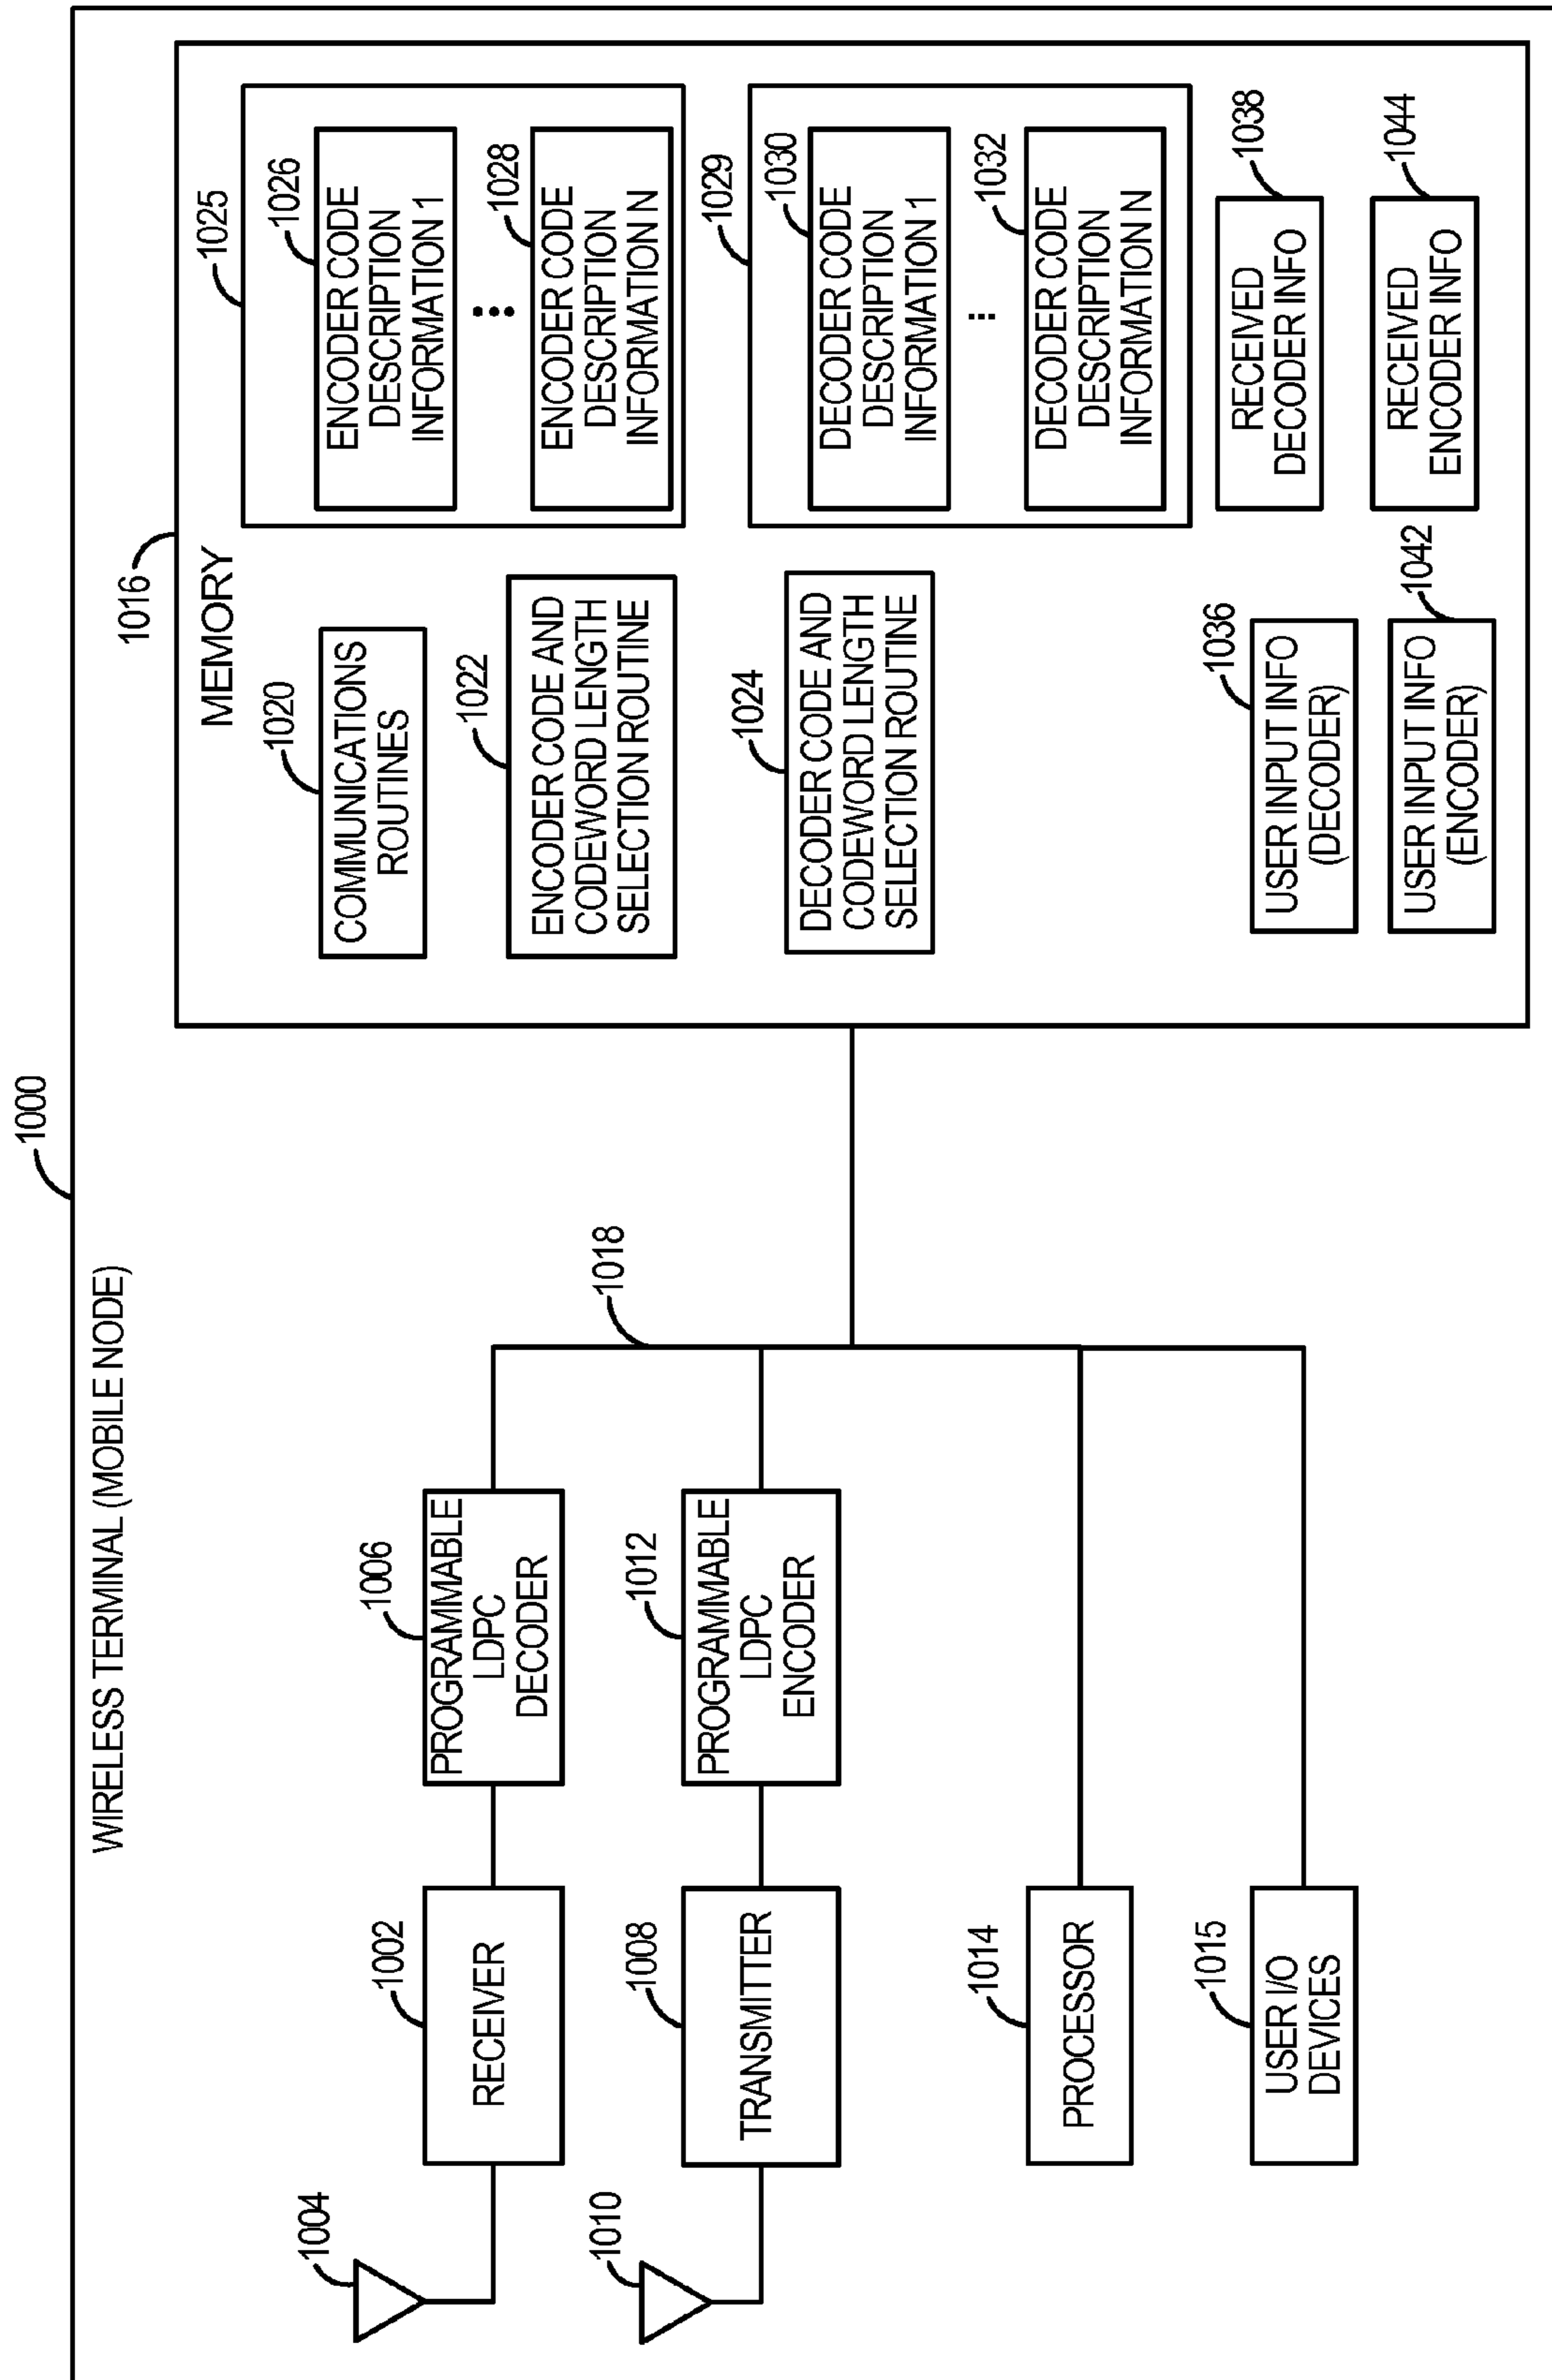 1000
WIRELESS TERMINAL (MOBILE NODE)
1004
1002
RECEIVER
1006
PROGRAMMABLE
LDPC
DECODER
1010
1008
TRANSMITTER
1012
PROGRAMMABLE
LDPC
ENCODER
1014
PROCESSOR
1015
USER I/O
DEVICES
1018
1016
MEMORY
1020
COMMUNICATIONS
ROUTINES
1022
ENCODER CODE AND
CODEWORD LENGTH
SELECTION ROUTINE
1024
DECODER CODE AND
CODEWORD LENGTH
SELECTION ROUTINE
1036
USER INPUT INFO
(DECODER)
1042
USER INPUT INFO
(ENCODER)
1025
1026
ENCODER CODE
DESCRIPTION
INFORMATION 1
...
1028
ENCODER CODE
DESCRIPTION
INFORMATION N
1029
1030
DECODER CODE
DESCRIPTION
INFORMATION 1
...
1032
DECODER CODE
DESCRIPTION
INFORMATION N
1038
RECEIVED
DECODER INFO
1044
RECEIVED
ENCODER INFO